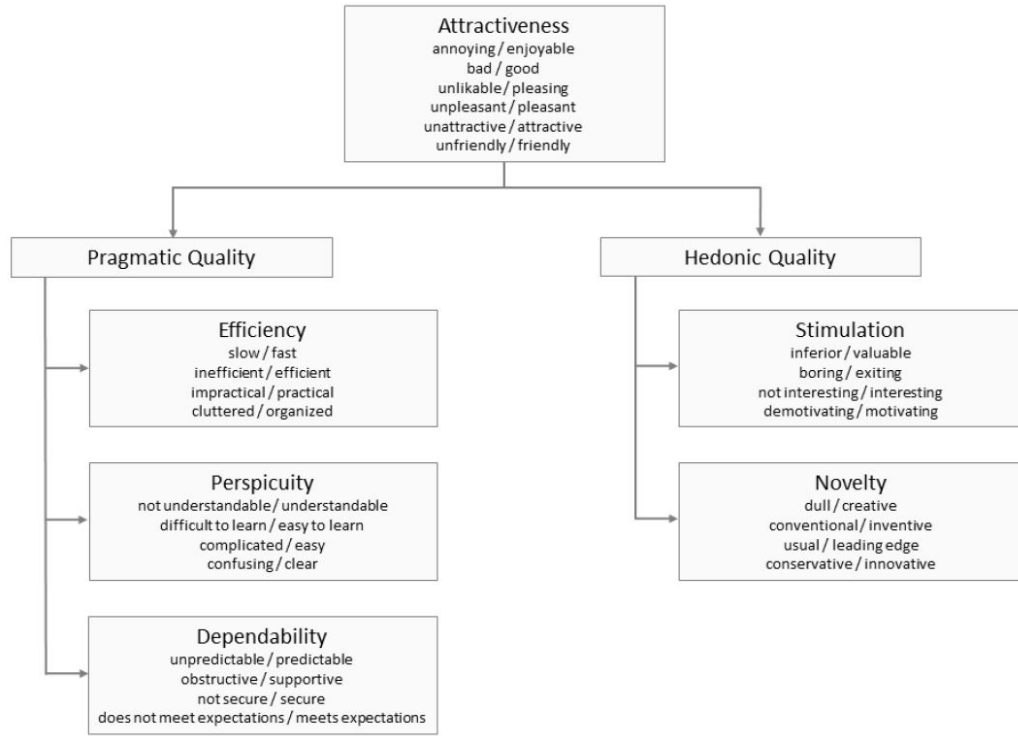 Attractiveness
annoying / enjoyable
bad / good
unlikable / pleasing
unpleasant / pleasant
unattractive / attractive
unfriendly / friendly
Pragmatic Quality
Efficiency
slow / fast
inefficient / efficient
impractical / practical
cluttered / organized
Perspicuity
not understandable / understandable
difficult to learn / easy to learn
complicated / easy
confusing / clear
Dependability
unpredictable / predictable
obstructive / supportive
not secure / secure
does not meet expectations / meets expectations
Hedonic Quality
Stimulation
inferior / valuable
boring / exiting
not interesting / interesting
demotivating / motivating
Novelty
dull / creative
conventional / inventive
usual / leading edge
conservative / innovative